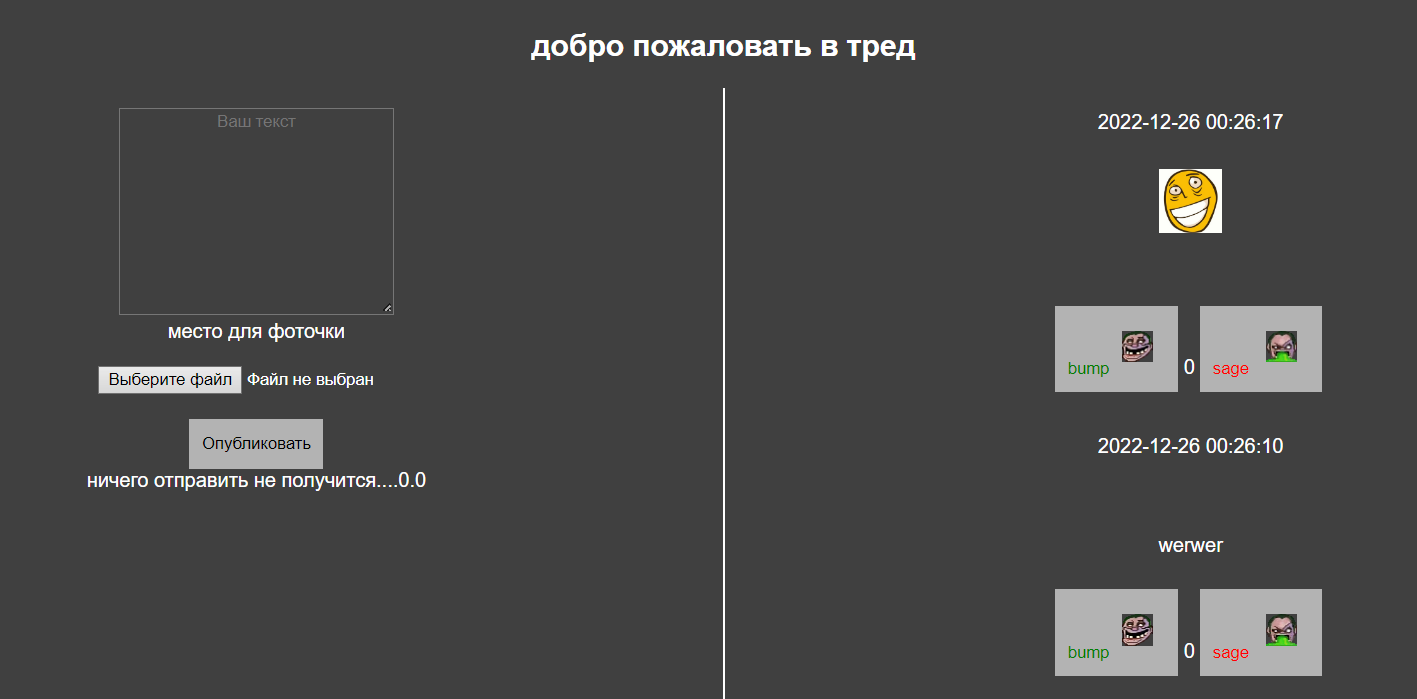 добро пожаловать в тред
Ваш текст
место для фоточки
Выберите файл Файл не выбран
Опубликовать
ничего отправить не получится....0.0
2022-12-26 00:26:17
bump 0 sage
2022-12-26 00:26:10
werwer
bump 0 sage